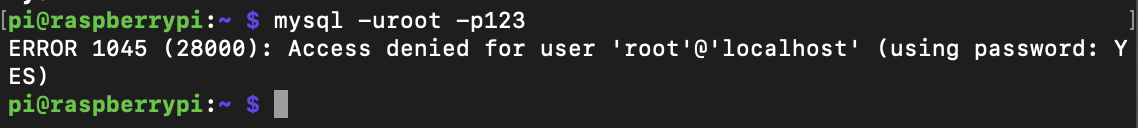 [pi@raspberrypi:~ $ mysql -uroot -p123 ]
ERROR 1045 (28000): Access denied for user 'root'@'localhost' (using password: Y
ES)
pi@raspberrypi:~ $